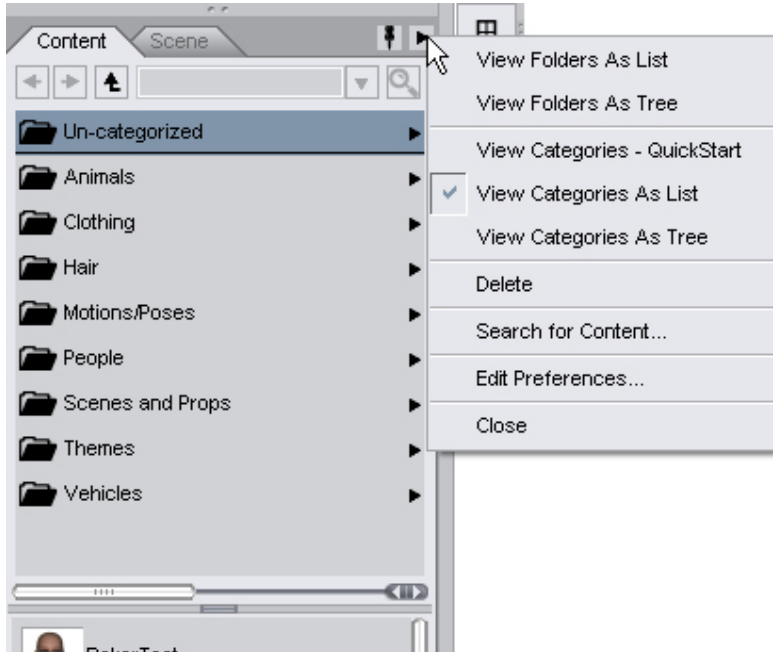 Content
Scene
Un-categorized
Animals
Clothing
Hair
Motions/Poses
People
Scenes and Props
Themes
Vehicles
View Folders As List
View Folders As Tree
View Categories - QuickStart
View Categories As List
View Categories As Tree
Delete
Search for Content...
Edit Preferences...
Close